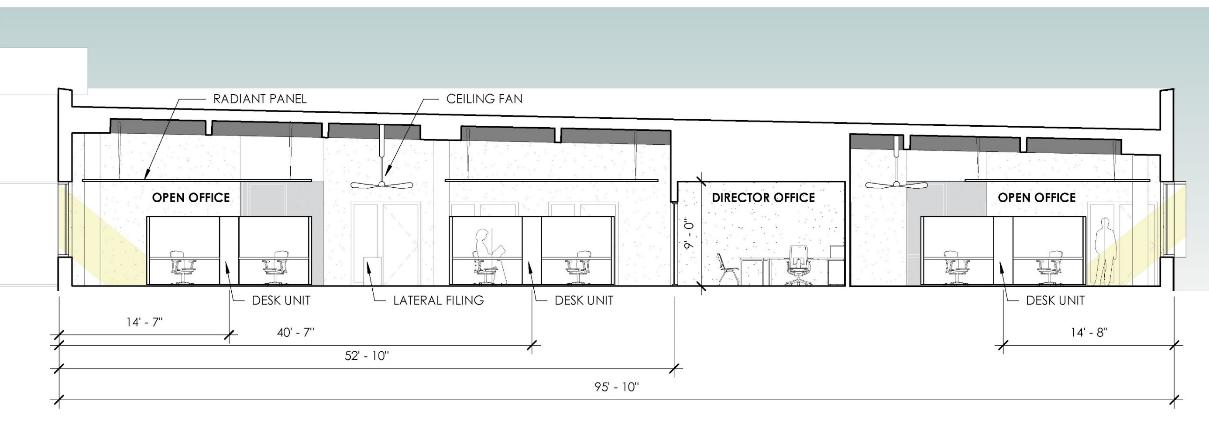 RADIANT PANEL
CEILING FAN
OPEN OFFICE
DIRECTOR OFFICE
OPEN OFFICE
9' - 0"
DESK UNIT
LATERAL FILING
DESK UNIT
DESK UNIT
14' - 7"
40' - 7"
14' - 8"
52' - 10"
95' - 10"